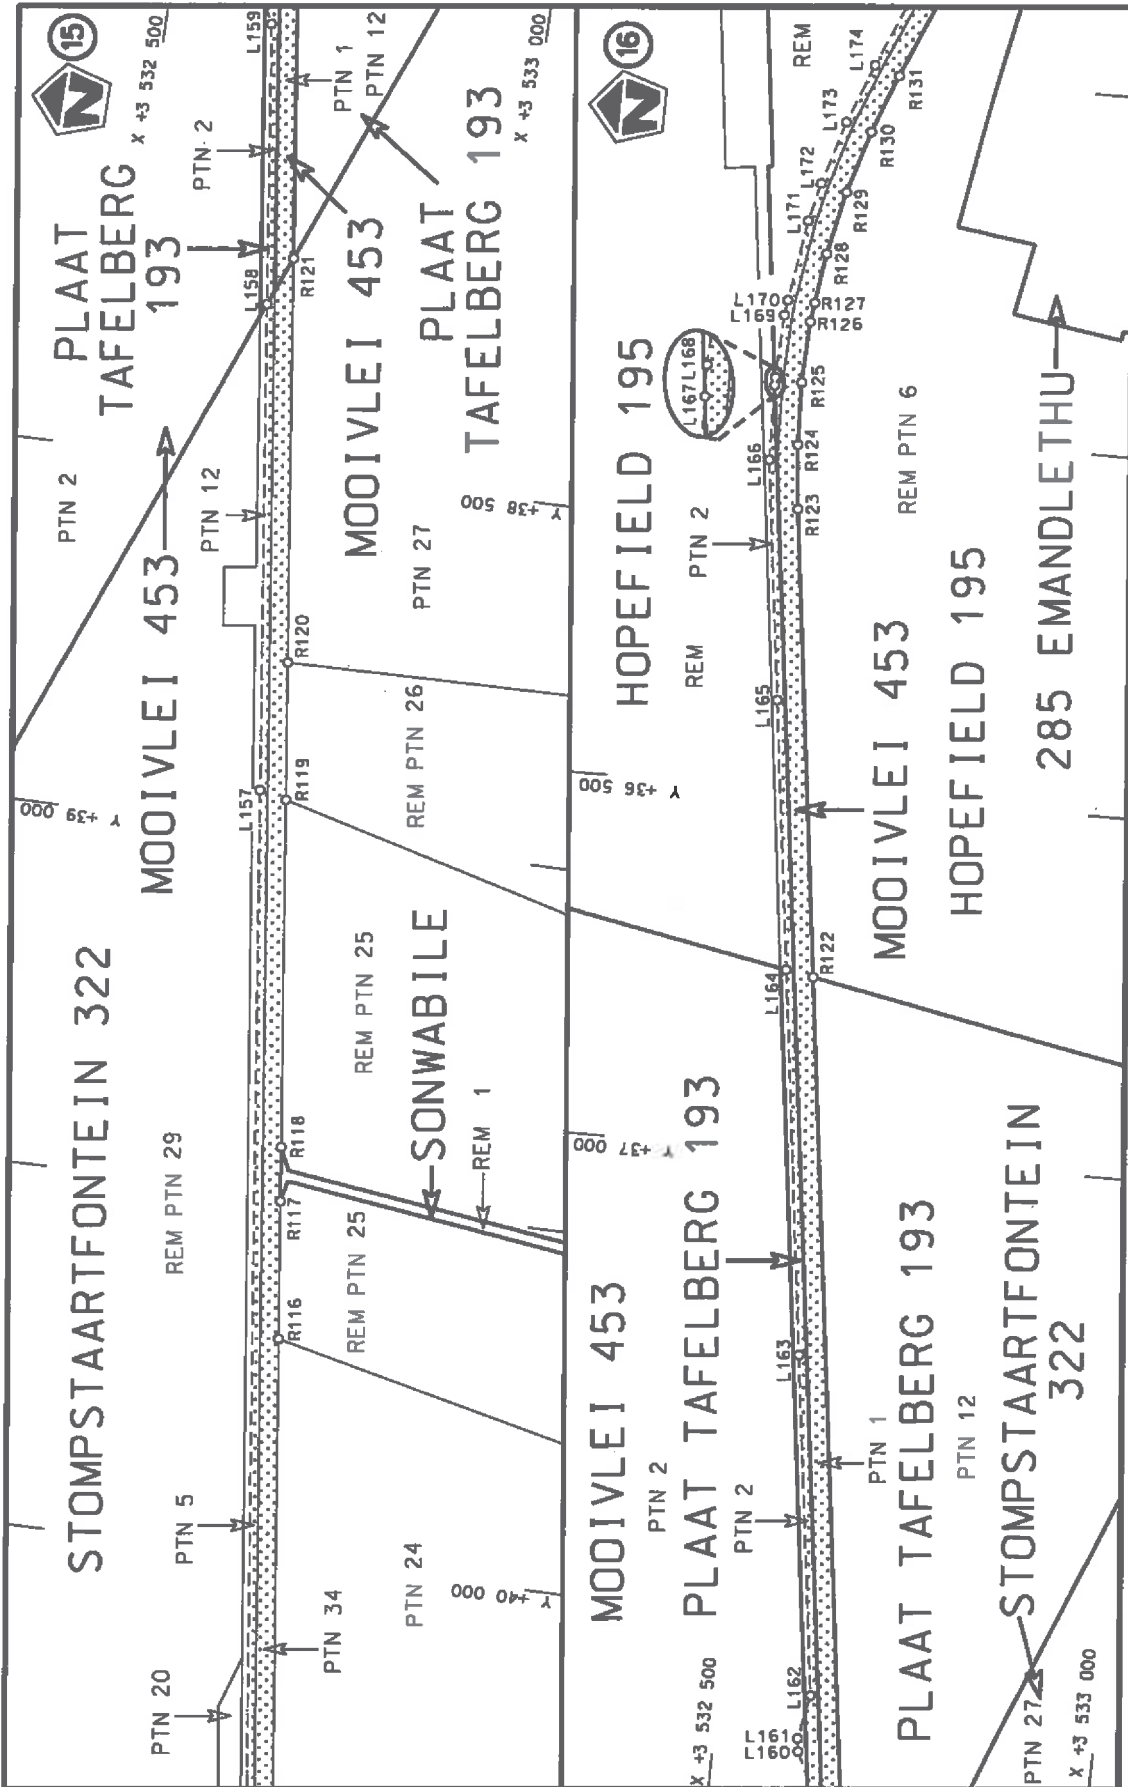 15
N
X +3 532 500
PLAAT
TAFELBERG
193
PTN 2
L159
PTN 1
PTN 12
PLAAT
TAFELBERG 193
X +3 533 000
MOOIVLEI 453
L158
R121
PTN 2
MOOIVLEI 453
PTN 12
PTN 27
Y +38 500
R120
Y +39 000
L157
R119
REM PTN 26
STOMPSTAARTFONTEIN 322
REM PTN 29
REM PTN 25
SONWABILE
REM 1
R118
R117
REM PTN 25
R116
PTN 5
PTN 24
PTN 34
Y +40 000
PTN 20
16
N
REM
L174
R131
L173
R130
L172
R129
L171
R128
L170
L169
R127
R126
L167
L168
R125
R124
L166
R123
HOPEFIELD 195
REM
PTN 2
REM PTN 6
285 EMANDLETHU
L165
Y +36 500
MOOIVLEI 453
HOPEFIELD 195
L164
R122
Y +37 000
MOOIVLEI 453
PTN 2
PLAAT TAFELBERG 193
PTN 2
L163
PTN 1
PLAAT TAFELBERG 193
PTN 12
STOMPSTAARTFONTEIN
322
PTN 27
L162
L161
L160
X +3 532 500
X +3 533 000